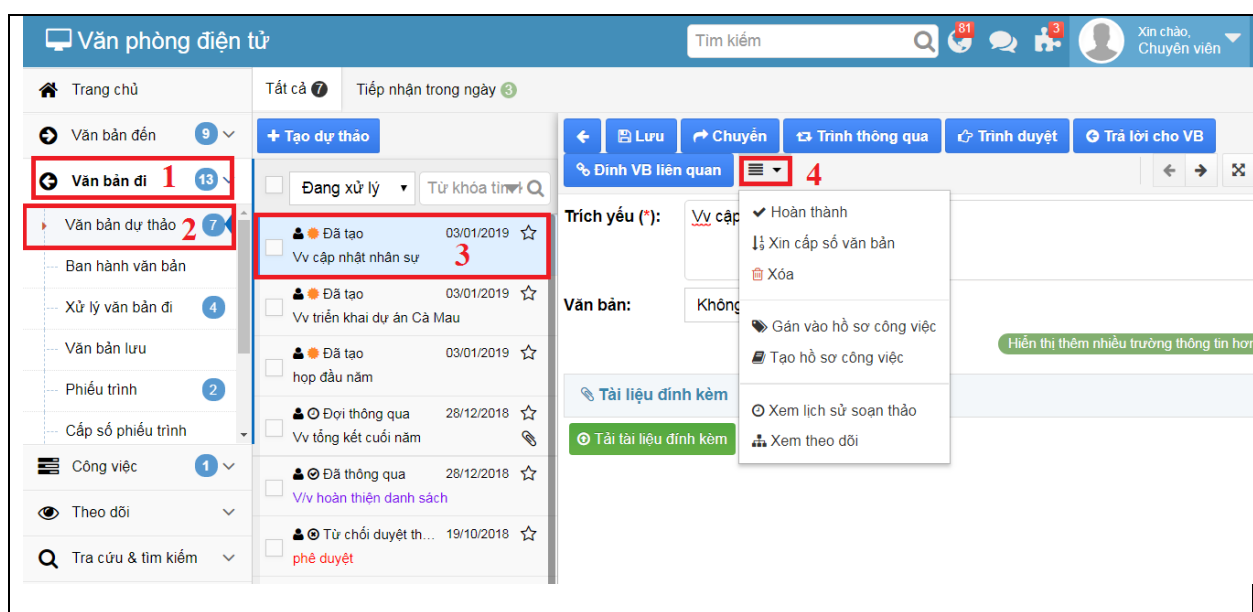 Văn phòng điện tử
Tìm kiếm
81
3
Xin chào,
Chuyên viên
Trang chủ
Văn bản đến 9
Văn bản đi 1 13
Văn bản dự thảo 2 7
Ban hành văn bản
Xử lý văn bản đi 4
Văn bản lưu
Phiếu trình 2
Cấp số phiếu trình
Công việc 1
Theo dõi
Tra cứu & tìm kiếm
Tất cả 7 Tiếp nhận trong ngày 3
+ Tạo dự thảo
Đang xử lý Từ khóa tìm
Đã tạo 03/01/2019
Vv cập nhật nhân sự 3
Đã tạo 03/01/2019
Vv triển khai dự án Cà Mau
Đã tạo 03/01/2019
họp đầu năm
Đợi thông qua 28/12/2018
Vv tổng kết cuối năm
Đã thông qua 28/12/2018
V/v hoàn thiện danh sách
Từ chối duyệt th... 19/10/2018
phê duyệt
Lưu Chuyển Trình thông qua Trình duyệt Trả lời cho VB
Đính VB liên quan 4
Trích yếu (*): Vv cập
Văn bản: Không
Hiển thị thêm nhiều trường thông tin hơn
Tài liệu đính kèm
Tải tài liệu đính kèm
Hoàn thành
Xin cấp số văn bản
Xóa
Gán vào hồ sơ công việc
Tạo hồ sơ công việc
Xem lịch sử soạn thảo
Xem theo dõi